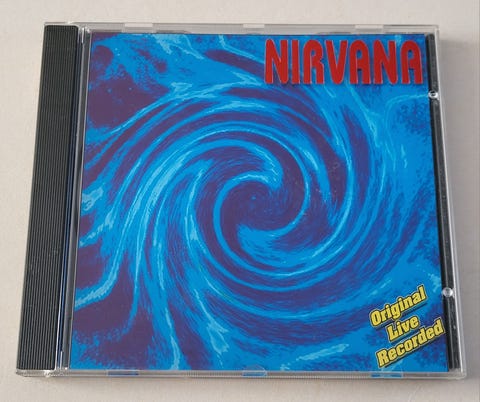 NIRVANA
Original
Live
Recorded